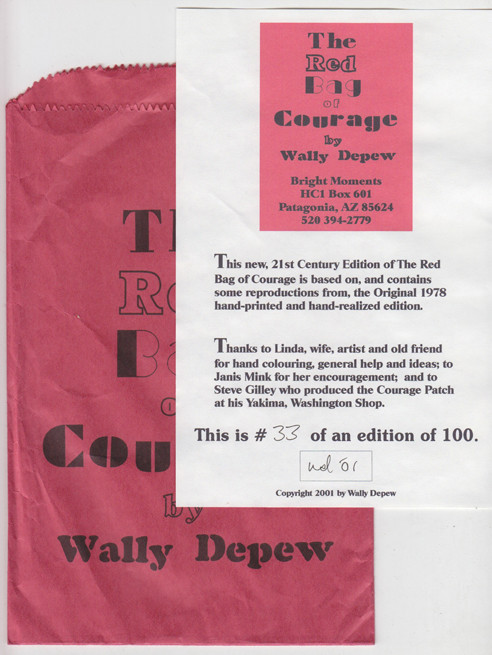 The
Red
Bag
of
Courage
by
Wally Depew
Bright Moments
HC1 Box 601
Patagonia, AZ 85624
520 394-2779
This new, 21st Century Edition of The Red
Bag of Courage is based on, and contains
some reproductions from, the Original 1978
hand-printed and hand-realized edition.
Thanks to Linda, wife, artist and old friend
for hand colouring, general help and ideas; to
Janis Mink for her encouragement; and to
Steve Gilley who produced the Courage Patch
at his Yakima, Washington Shop.
This is # 33 of an edition of 100.
wd '01
Copyright 2001 by Wally Depew
T
Re
Ba
o
Cou
by
Wally Depew